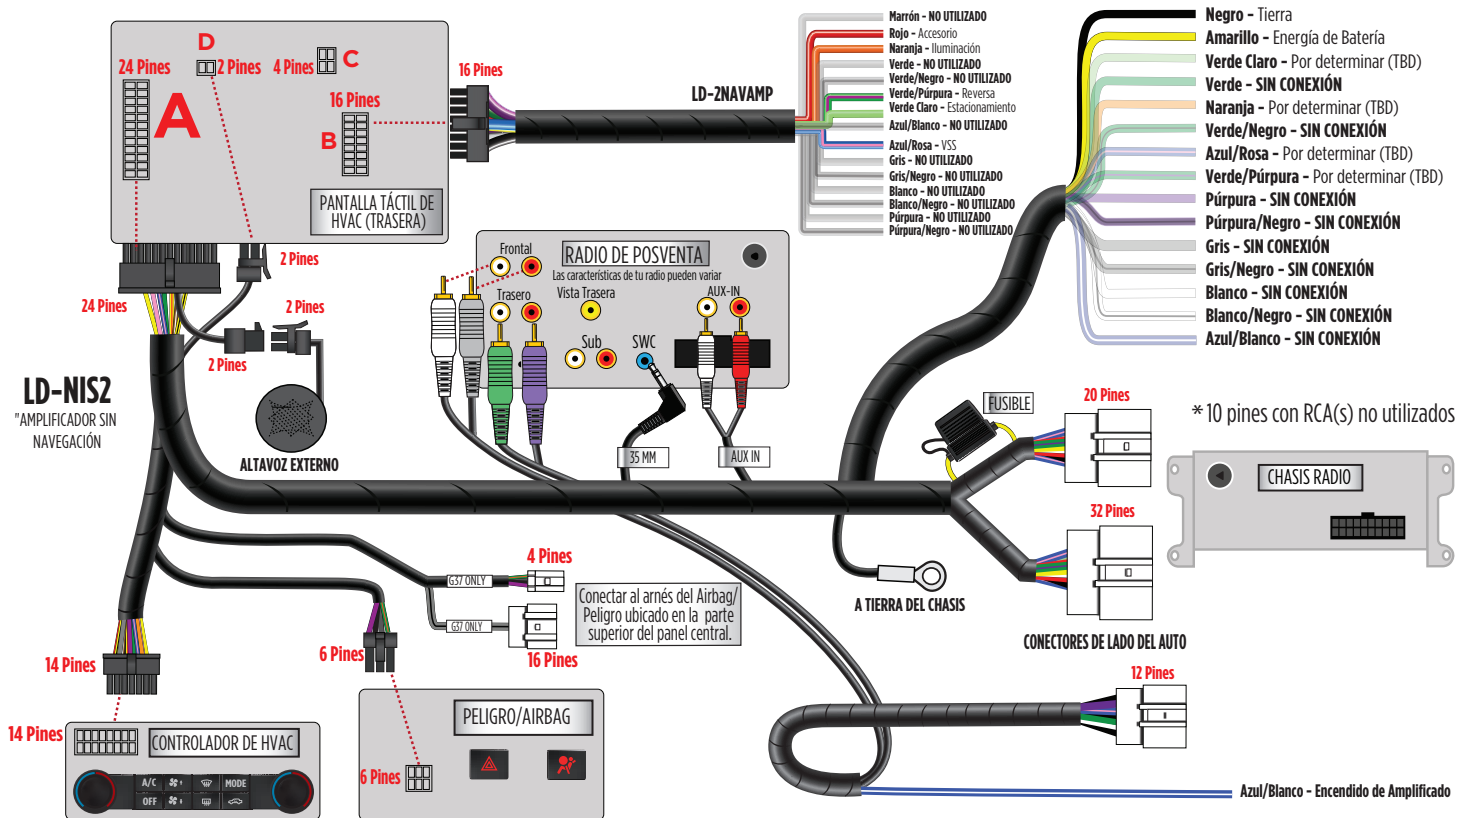 D
C
24 Pines
2 Pines
4 Pines
A
16 Pines
B
PANTALLA TÁCTIL DE
HVAC (TRASERA)
16 Pines
LD-2NAVAMP
Marrón - NO UTILIZADO
Rojo - Accesorio
Naranja - Iluminación
Verde - NO UTILIZADO
Verde/Negro - NO UTILIZADO
Verde/Púrpura - Reversa
Verde Claro - Estacionamiento
Azul/Blanco - NO UTILIZADO
Azul/Rosa - VSS
Gris - NO UTILIZADO
Gris/Negro - NO UTILIZADO
Blanco - NO UTILIZADO
Blanco/Negro - NO UTILIZADO
Púrpura - NO UTILIZADO
Púrpura/Negro - NO UTILIZADO
Negro - Tierra
Amarillo - Energía de Batería
Verde Claro - Por determinar (TBD)
Verde - SIN CONEXIÓN
Naranja - Por determinar (TBD)
Verde/Negro - SIN CONEXIÓN
Azul/Rosa - Por determinar (TBD)
Verde/Púrpura - Por determinar (TBD)
Púrpura - SIN CONEXIÓN
Púrpura/Negro - SIN CONEXIÓN
Gris - SIN CONEXIÓN
Gris/Negro - SIN CONEXIÓN
Blanco - SIN CONEXIÓN
Blanco/Negro - SIN CONEXIÓN
Azul/Blanco - SIN CONEXIÓN
24 Pines
2 Pines
2 Pines
2 Pines
LD-NIS2
"AMPLIFICADOR SIN
NAVEGACIÓN
ALTAVOZ EXTERNO
RADIO DE POSVENTA
Las características de tu radio pueden variar
Frontal
Trasero
Vista Trasera
AUX-IN
Sub
SWC
35 MM
AUX IN
FUSIBLE
20 Pines
32 Pines
*10 pines con RCA(s) no utilizados
CHASIS RADIO
A TIERRA DEL CHASIS
CONECTORES DE LADO DEL AUTO
12 Pines
G37 ONLY
4 Pines
G37 ONLY
16 Pines
Conectar al arnés del Airbag/
Peligro ubicado en la parte
superior del panel central.
14 Pines
6 Pines
14 Pines
CONTROLADOR DE HVAC
A/C
MODE
OFF
PELIGRO/AIRBAG
6 Pines
Azul/Blanco - Encendido de Amplificado